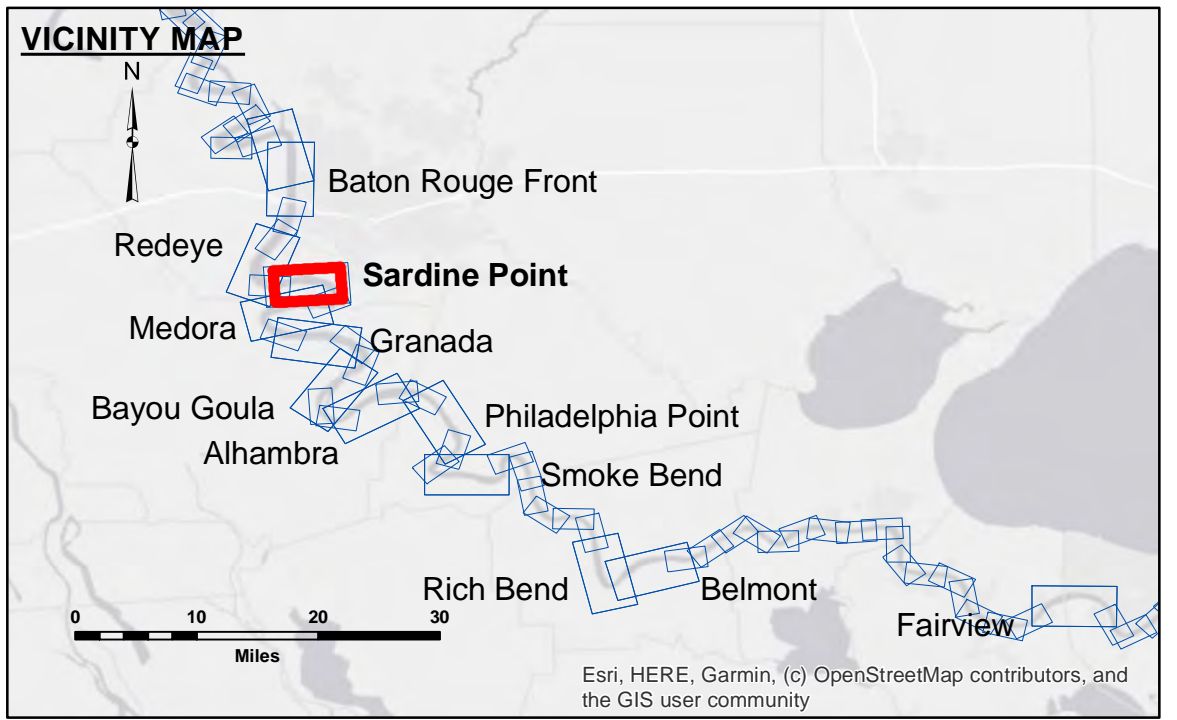 VICINITY MAP
N
Baton Rouge Front
Redeye
Sardine Point
Medora
Granada
Bayou Goula
Philadelphia Point
Alhambra
Smoke Bend
Rich Bend
Belmont
Fairview
0 10 20 30
Miles
Esri, HERE, Garmin, (c) OpenStreetMap contributors, and
the GIS user community